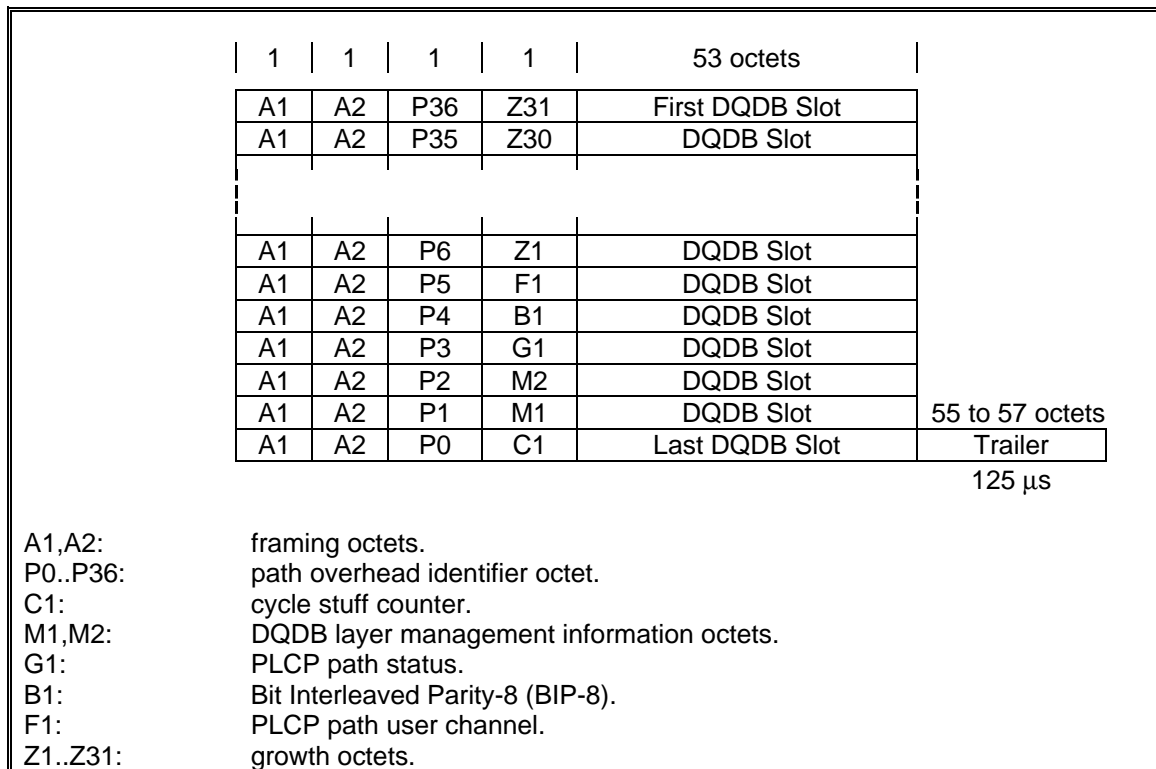 1 1 1 1 53 octets
A1 A2 P36 Z31 First DQDB Slot
A1 A2 P35 Z30 DQDB Slot
A1 A2 P6 Z1 DQDB Slot
A1 A2 P5 F1 DQDB Slot
A1 A2 P4 B1 DQDB Slot
A1 A2 P3 G1 DQDB Slot
A1 A2 P2 M2 DQDB Slot
A1 A2 P1 M1 DQDB Slot 55 to 57 octets
A1 A2 P0 C1 Last DQDB Slot Trailer
125 μs
A1,A2: framing octets.
P0..P36: path overhead identifier octet.
C1: cycle stuff counter.
M1,M2: DQDB layer management information octets.
G1: PLCP path status.
B1: Bit Interleaved Parity-8 (BIP-8).
F1: PLCP path user channel.
Z1..Z31: growth octets.